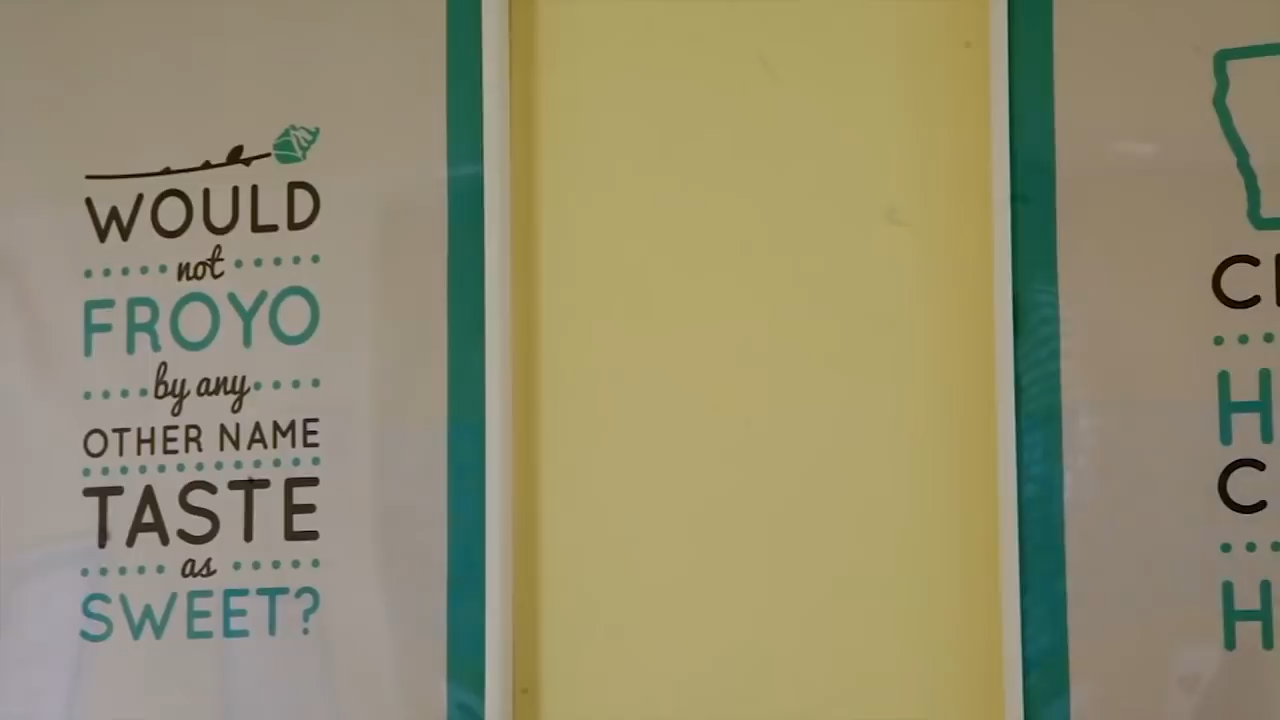 WOULD
not
FROYO
by any
OTHER NAME
TASTE
as
SWEET?